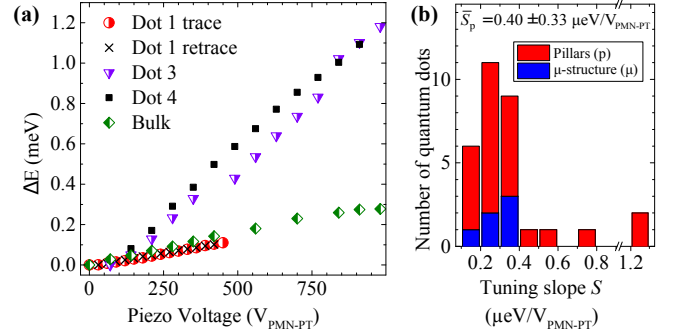 (a)
Dot 1 trace
Dot 1 retrace
Dot 3
Dot 4
Bulk
ΔE (meV)
1.2
1.0
0.8
0.6
0.4
0.2
0.0
0
250
500
750
Piezo Voltage (V_PMN-PT)
(b)
S̅_p =0.40 ±0.33 μeV/V_PMN-PT
Pillars (p)
μ-structure (μ)
Number of quantum dots
10
5
0
0.2
0.4
0.6
0.8
1.2
Tuning slope S
(μeV/V_PMN-PT)